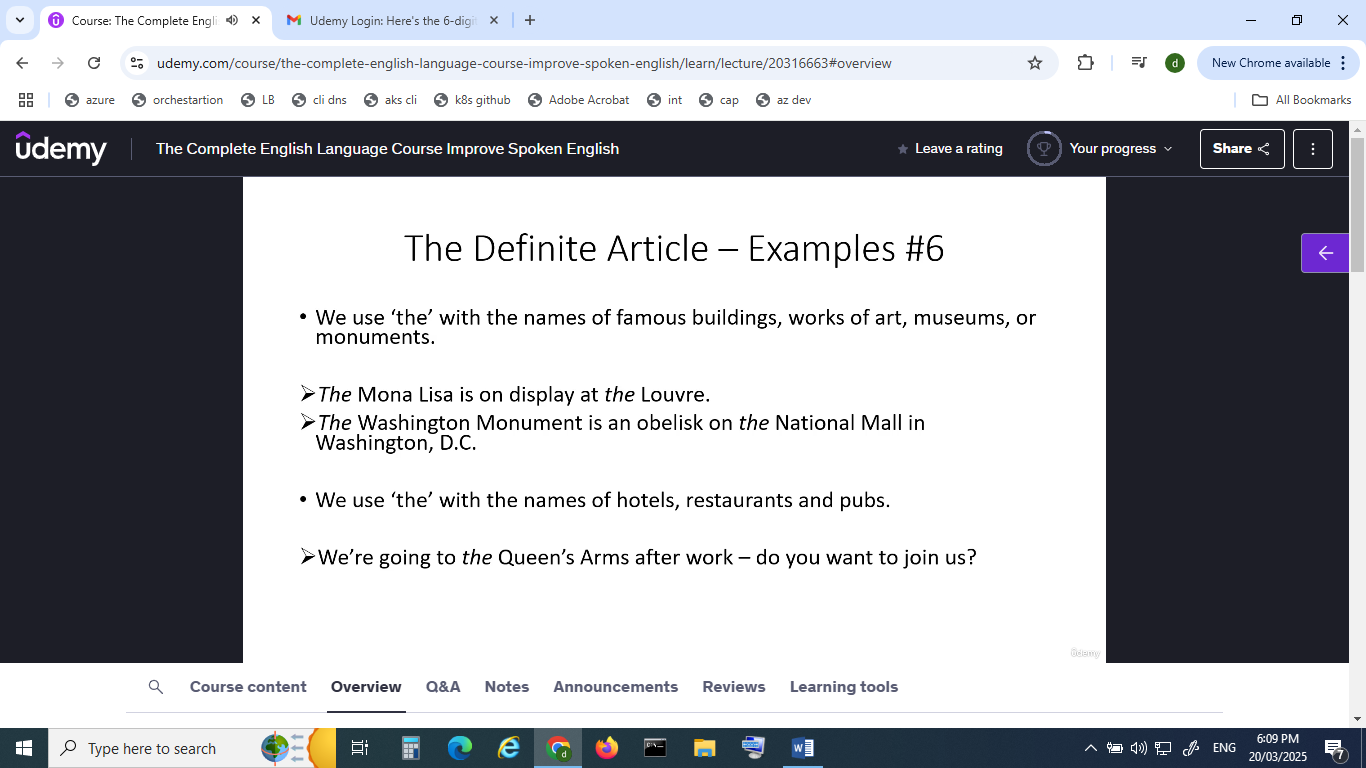 Course: The Complete Engli
Udemy Login: Here's the 6-digi
udemy.com/course/the-complete-english-language-course-improve-spoken-english/learn/lecture/20316663#overview
d
New Chrome available
azure
orchestartion
LB
cli dns
aks cli
k8s github
Adobe Acrobat
int
cap
az dev
All Bookmarks
udemy
The Complete English Language Course Improve Spoken English
Leave a rating
Your progress
Share
The Definite Article – Examples #6
• We use ‘the’ with the names of famous buildings, works of art, museums, or
monuments.
➢The Mona Lisa is on display at the Louvre.
➢The Washington Monument is an obelisk on the National Mall in
Washington, D.C.
• We use ‘the’ with the names of hotels, restaurants and pubs.
➢We’re going to the Queen’s Arms after work – do you want to join us?
udemy
Course content
Overview
Q&A
Notes
Announcements
Reviews
Learning tools
Type here to search
d
ENG
6:09 PM
20/03/2025
7